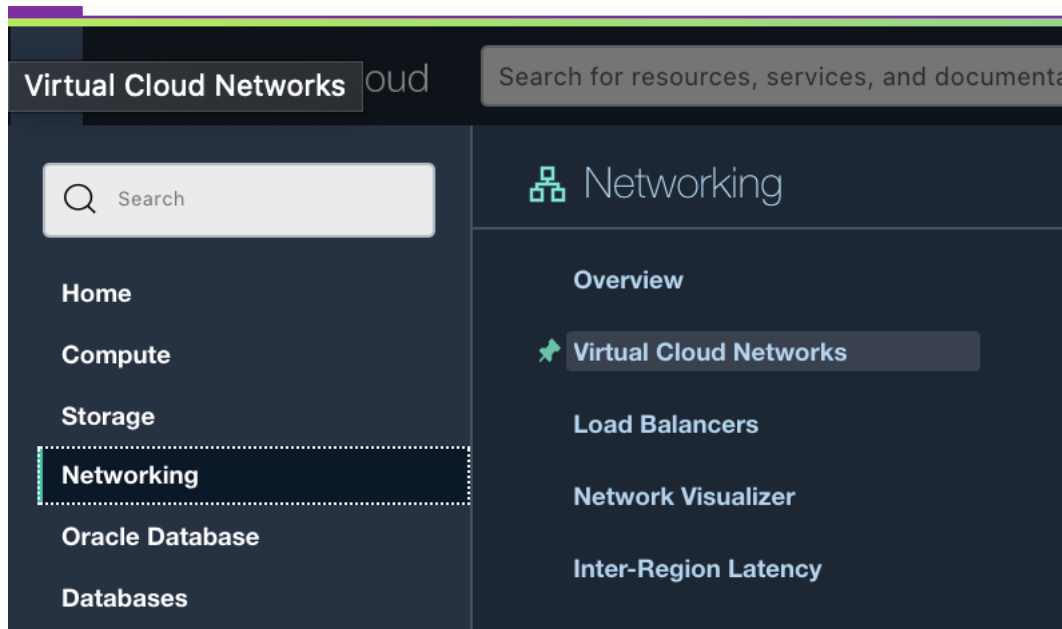 Virtual Cloud Networks
oud
Search for resources, services, and documenta
Search
Home
Compute
Storage
Networking
Oracle Database
Databases
Networking
Overview
Virtual Cloud Networks
Load Balancers
Network Visualizer
Inter-Region Latency